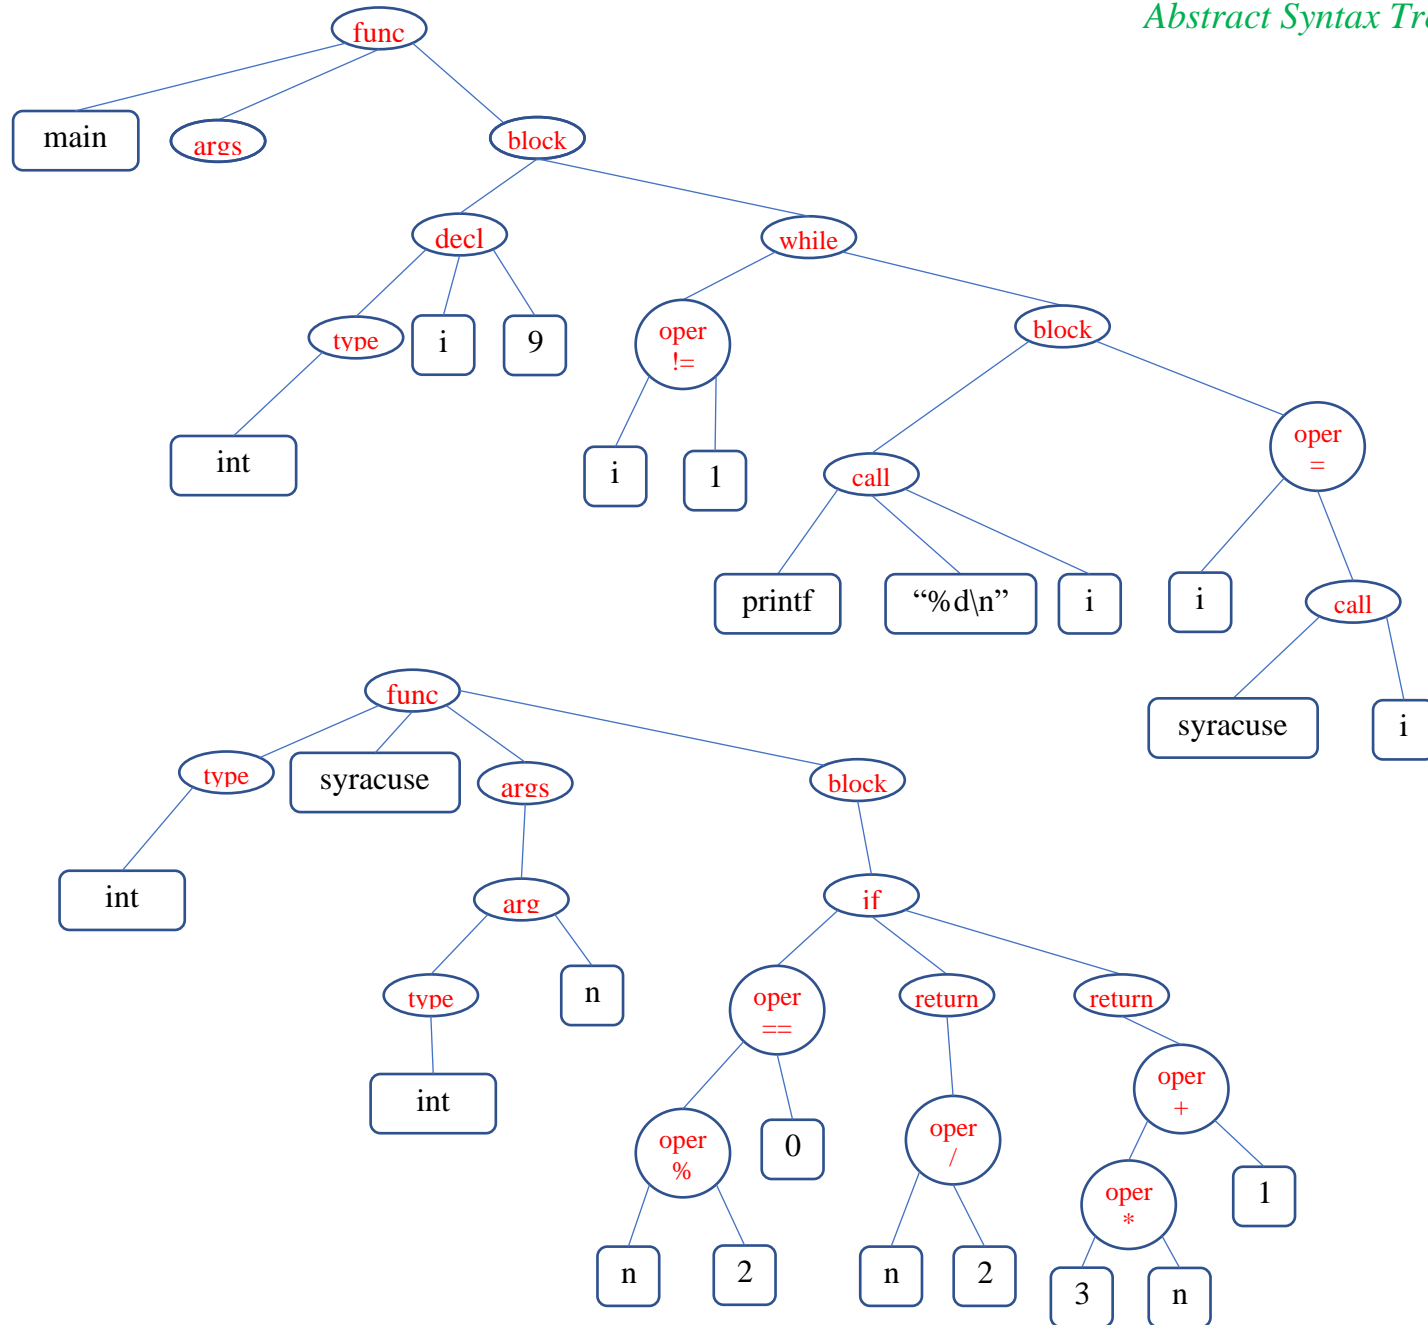 Abstract Syntax Tre
func
main
args
block
decl
while
type
i
9
oper
!=
block
int
i
1
call
oper
=
printf
“%d\n”
i
i
call
syracuse
i
func
type
syracuse
args
block
int
arg
if
type
n
oper
==
return
return
int
oper
%
0
oper
/
oper
+
n
2
n
2
oper
*
1
3
n